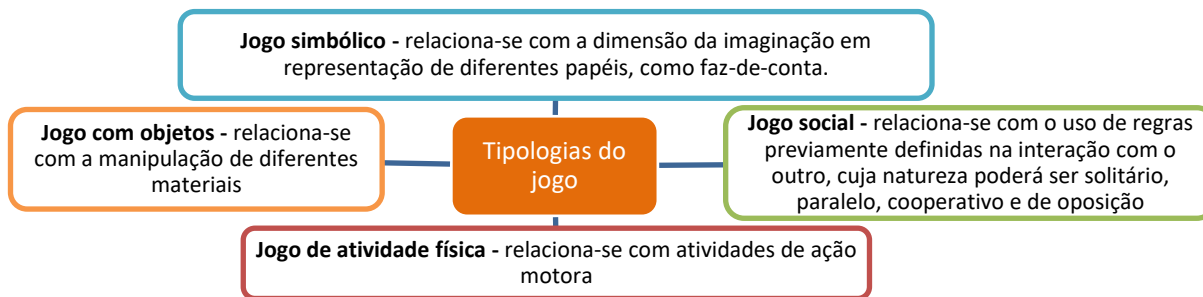 Jogo simbólico - relaciona-se com a dimensão da imaginação em
representação de diferentes papéis, como faz-de-conta.
Jogo com objetos - relaciona-se
com a manipulação de diferentes
materiais
Tipologias do
jogo
Jogo social - relaciona-se com o uso de regras
previamente definidas na interação com o
outro, cuja natureza poderá ser solitário,
paralelo, cooperativo e de oposição
Jogo de atividade física - relaciona-se com atividades de ação
motora